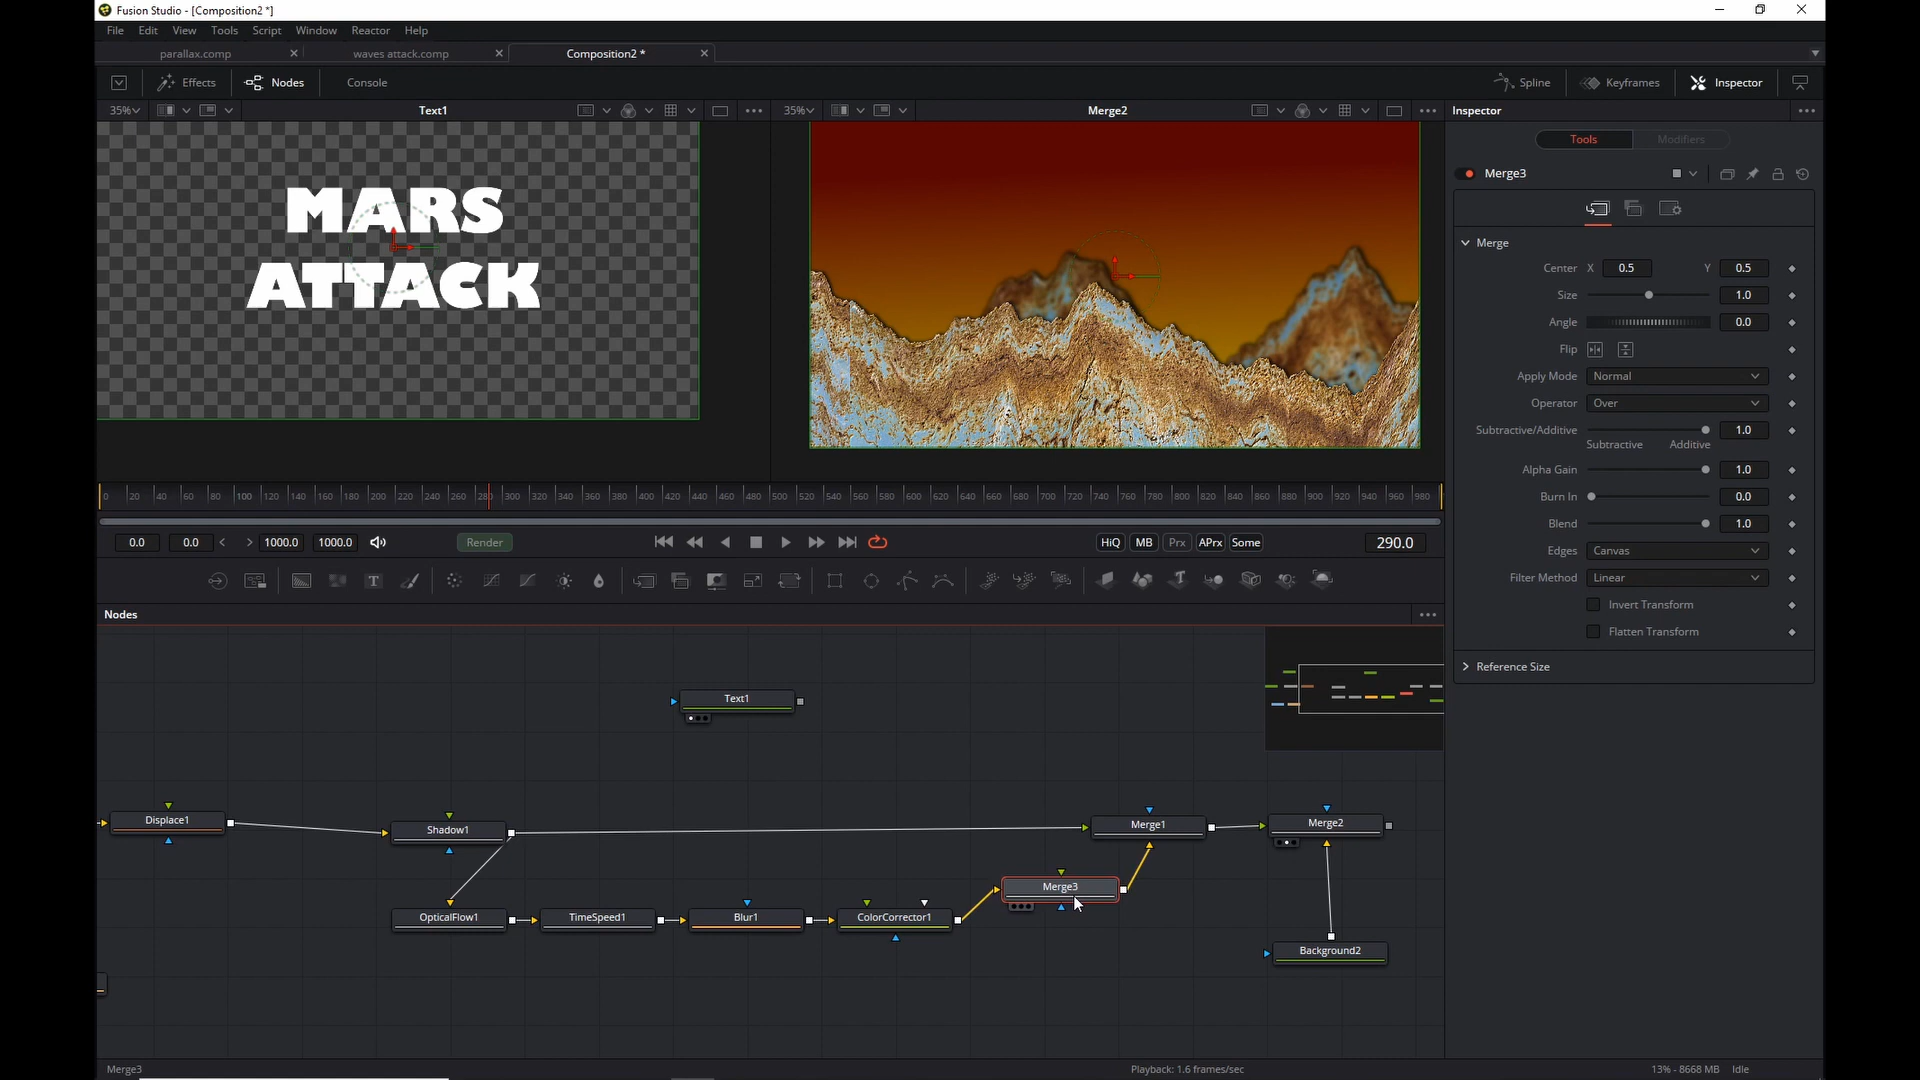 Fusion Studio - [Composition2 *]
File Edit View Tools Script Window Reactor Help
parallax.comp waves attack.comp Composition2 *
Effects Nodes Console Spline Keyframes Inspector
35% Text1 35% Merge2 Inspector
MARS
ATTACK
Tools Modifiers
Merge3
Merge
Center X 0.5 Y 0.5
Size 1.0
Angle 0.0
Flip
Apply Mode Normal
Operator Over
Subtractive/Additive 1.0
Subtractive Additive
Alpha Gain 1.0
Burn In 0.0
Blend 1.0
Edges Canvas
Filter Method Linear
Invert Transform
Flatten Transform
Reference Size
0 20 40 60 80 100 120 140 160 180 200 220 240 260 280 300 320 340 360 380 400 420 440 460 480 500 520 540 560 580 600 620 640 660 680 700 720 740 760 780 800 820 840 860 880 900 920 940 960 980
0.0 0.0 < > 1000.0 1000.0 Render HiQ MB Prx APrx Some 290.0
Nodes
Text1
Displace1 Shadow1 Merge1 Merge2
Merge3
OpticalFlow1 TimeSpeed1 Blur1 ColorCorrector1
Background2
Merge3 Playback: 1.6 frames/sec 13% - 8668 MB Idle